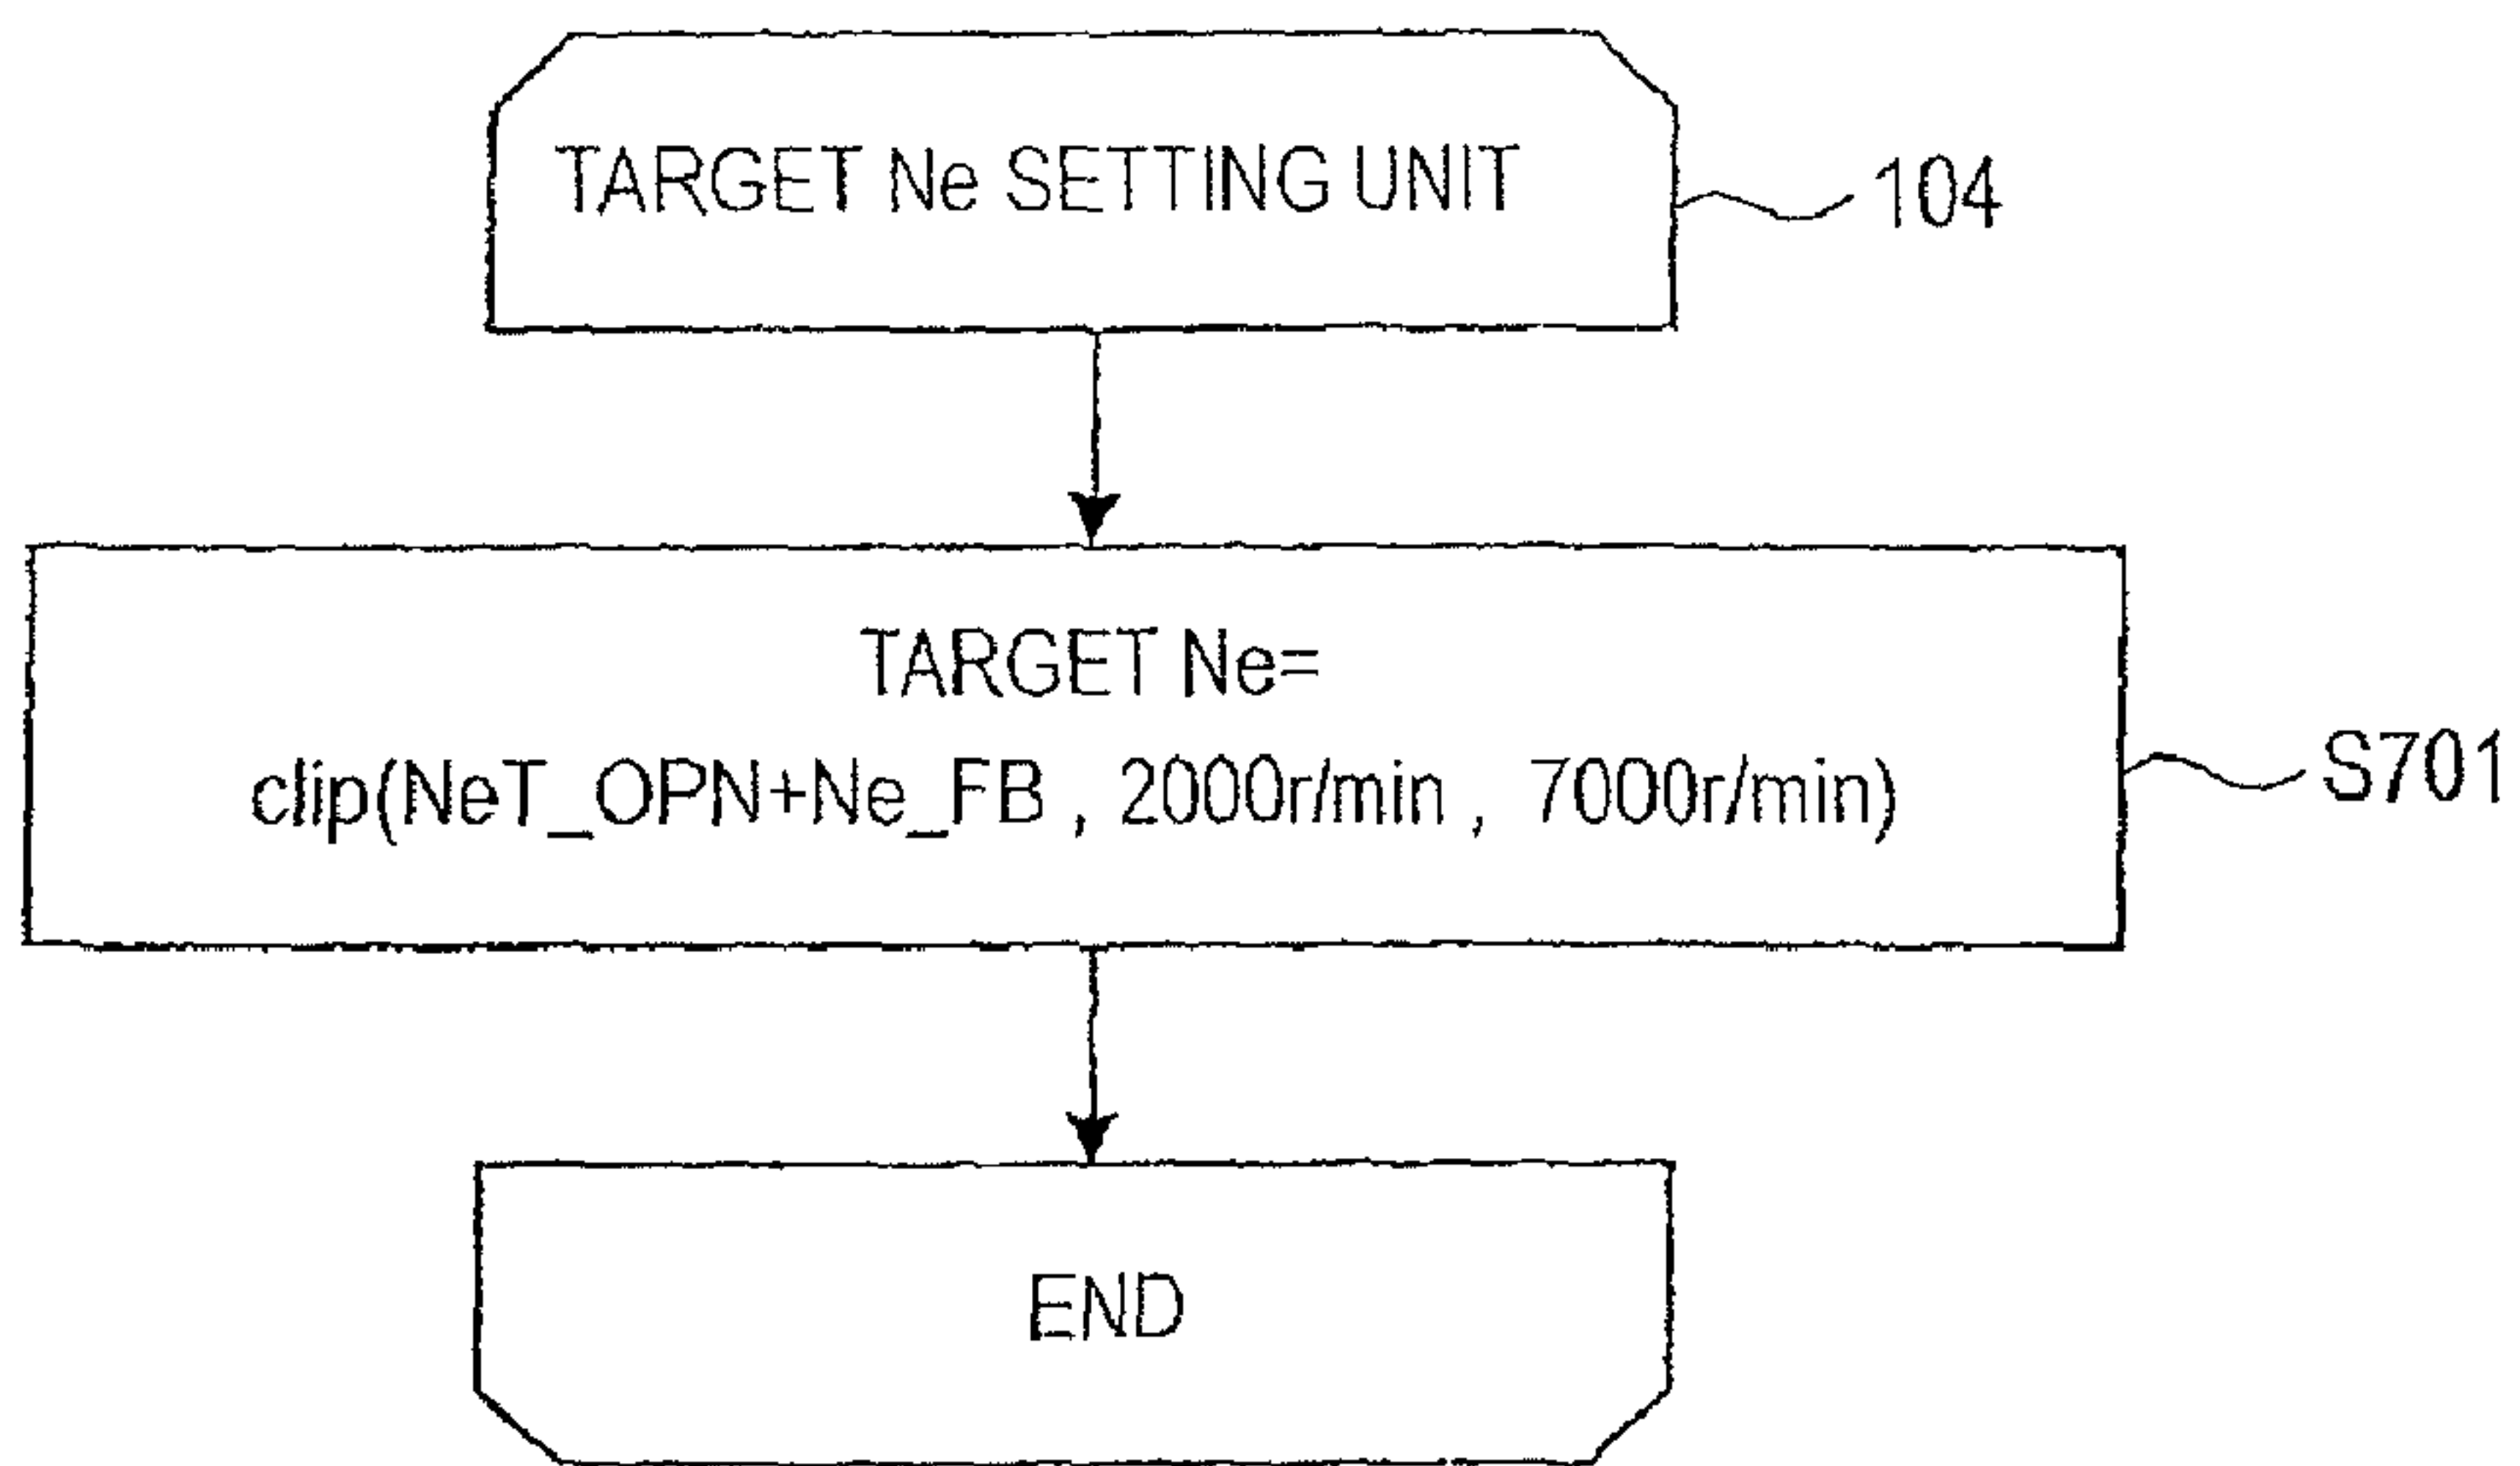 TARGET Ne SETTING UNIT
104
TARGET Ne=
clip(NeT_OPN+Ne_FB , 2000r/min , 7000r/min)
S701
END